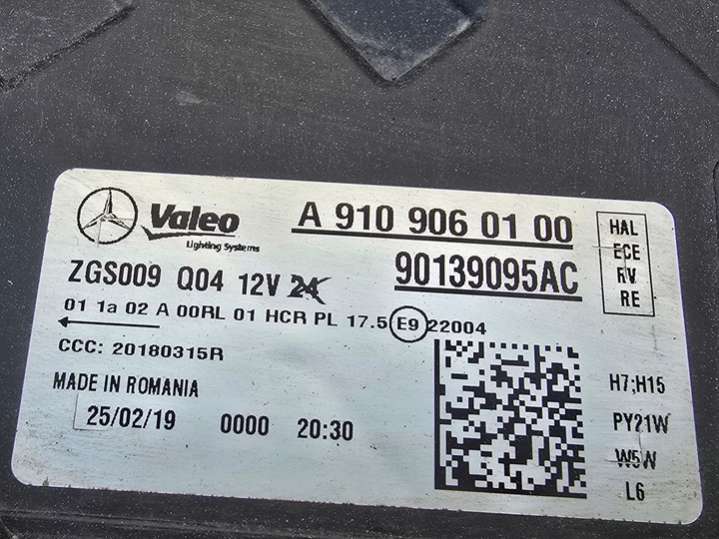 Valeo
Lighting Systems
A 910 906 01 00
90139095AC
HAL
ECE
RV
RE
ZGS009 Q04 12V 24
01 1a 02 A 00RL 01 HCR PL 17.5 E9 22004
CCC: 20180315R
MADE IN ROMANIA
25/02/19 0000 20:30
H7;H15
PY21W
W5W
L6